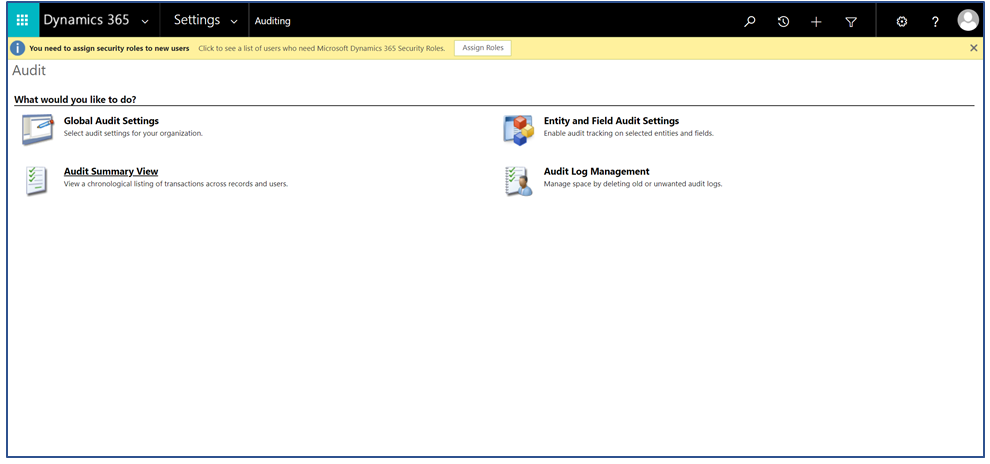 Dynamics 365 Settings Auditing ?
You need to assign security roles to new users Click to see a list of users who need Microsoft Dynamics 365 Security Roles. Assign Roles
Audit
What would you like to do?
Global Audit Settings
Select audit settings for your organization.
Entity and Field Audit Settings
Enable audit tracking on selected entities and fields.
Audit Summary View
View a chronological listing of transactions across records and users.
Audit Log Management
Manage space by deleting old or unwanted audit logs.